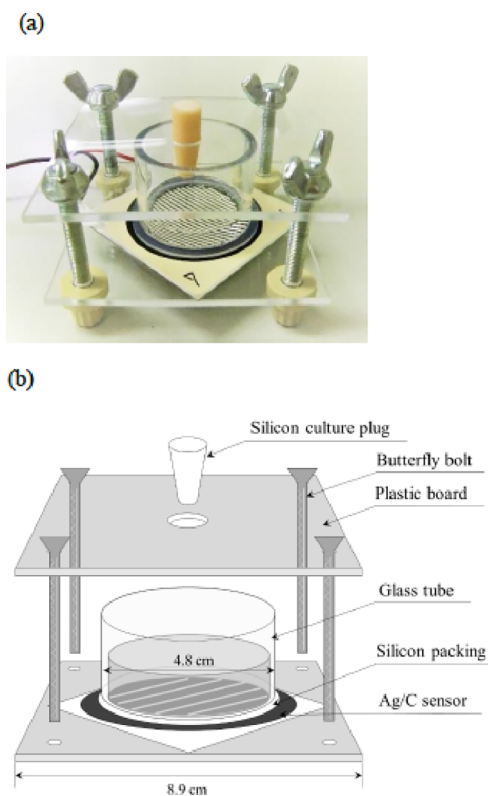 (a)
(b)
Silicon culture plug
Butterfly bolt
Plastic board
Glass tube
4.8 cm
Silicon packing
Ag/C sensor
8.9 cm